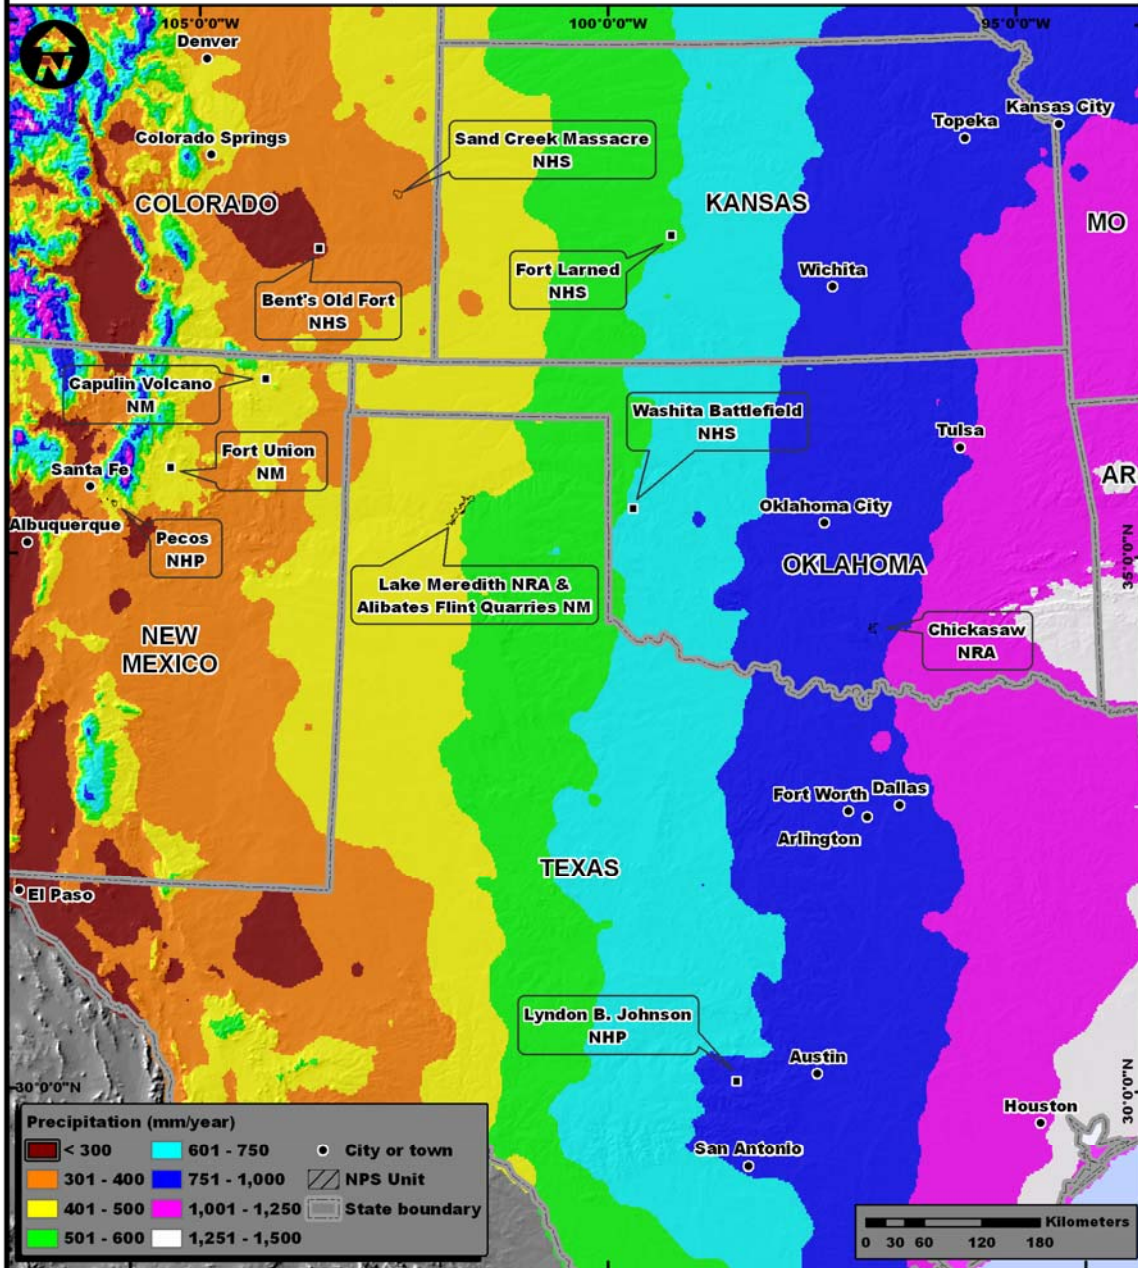 N
105°0'0"W
100°0'0"W
95°0'0"W
Denver
Kansas City
Topeka
Colorado Springs
Sand Creek Massacre
NHS
COLORADO
KANSAS
MO
Fort Larned
NHS
Wichita
Bent's Old Fort
NHS
Capulin Volcano
NM
Washita Battlefield
NHS
Tulsa
Fort Union
NM
Santa Fe
AR
Oklahoma City
Albuquerque
Pecos
NHP
35°0'0"N
OKLAHOMA
Lake Meredith NRA &
Alibates Flint Quarries NM
NEW
MEXICO
Chickasaw
NRA
Fort Worth
Dallas
Arlington
TEXAS
El Paso
Lyndon B. Johnson
NHP
Austin
30°0'0"N
30°0'0"N
Houston
San Antonio
Precipitation (mm/year)
< 300
301 - 400
401 - 500
501 - 600
601 - 750
751 - 1,000
1,001 - 1,250
1,251 - 1,500
City or town
NPS Unit
State boundary
Kilometers
0 30 60 120 180